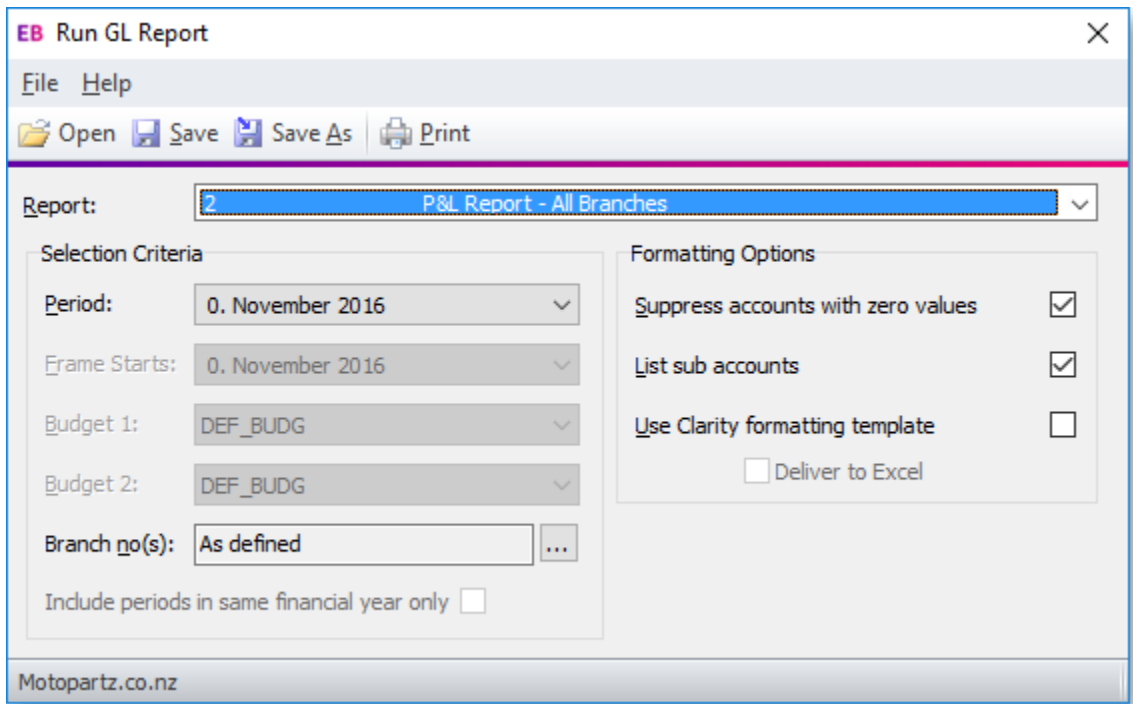 EB Run GL Report
File Help
Open Save Save As Print
Report: 2 P&L Report - All Branches
Selection Criteria
Period: 0. November 2016
Frame Starts: 0. November 2016
Budget 1: DEF_BUDG
Budget 2: DEF_BUDG
Branch no(s): As defined ...
Include periods in same financial year only
Formatting Options
Suppress accounts with zero values
List sub accounts
Use Clarity formatting template
Deliver to Excel
Motopartz.co.nz